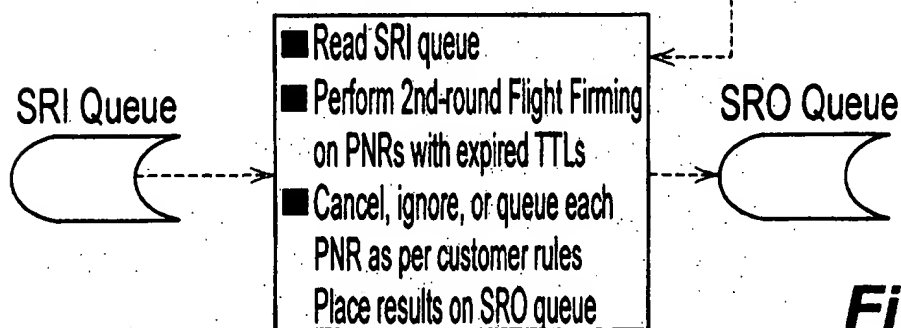 ■ Read SRI queue
■ Perform 2nd-round Flight Firming
on PNRs with expired TTLs
■ Cancel, ignore, or queue each
PNR as per customer rules
Place results on SRO queue
SRI Queue
SRO Queue
Fi